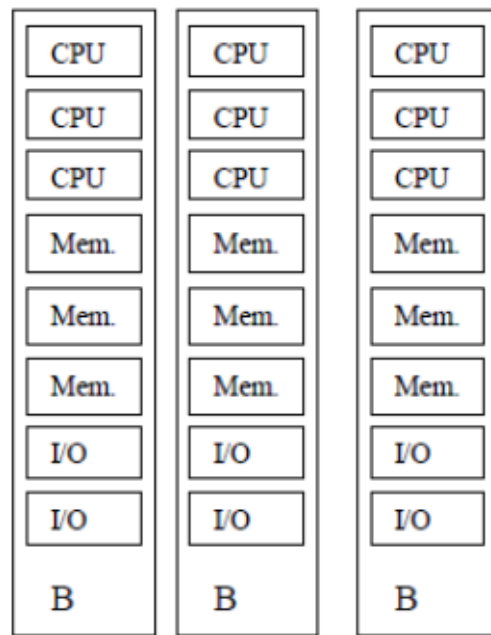 CPU CPU CPU
CPU CPU CPU
CPU CPU CPU
Mem. Mem. Mem.
Mem. Mem. Mem.
Mem. Mem. Mem.
I/O I/O I/O
I/O I/O I/O
B B B